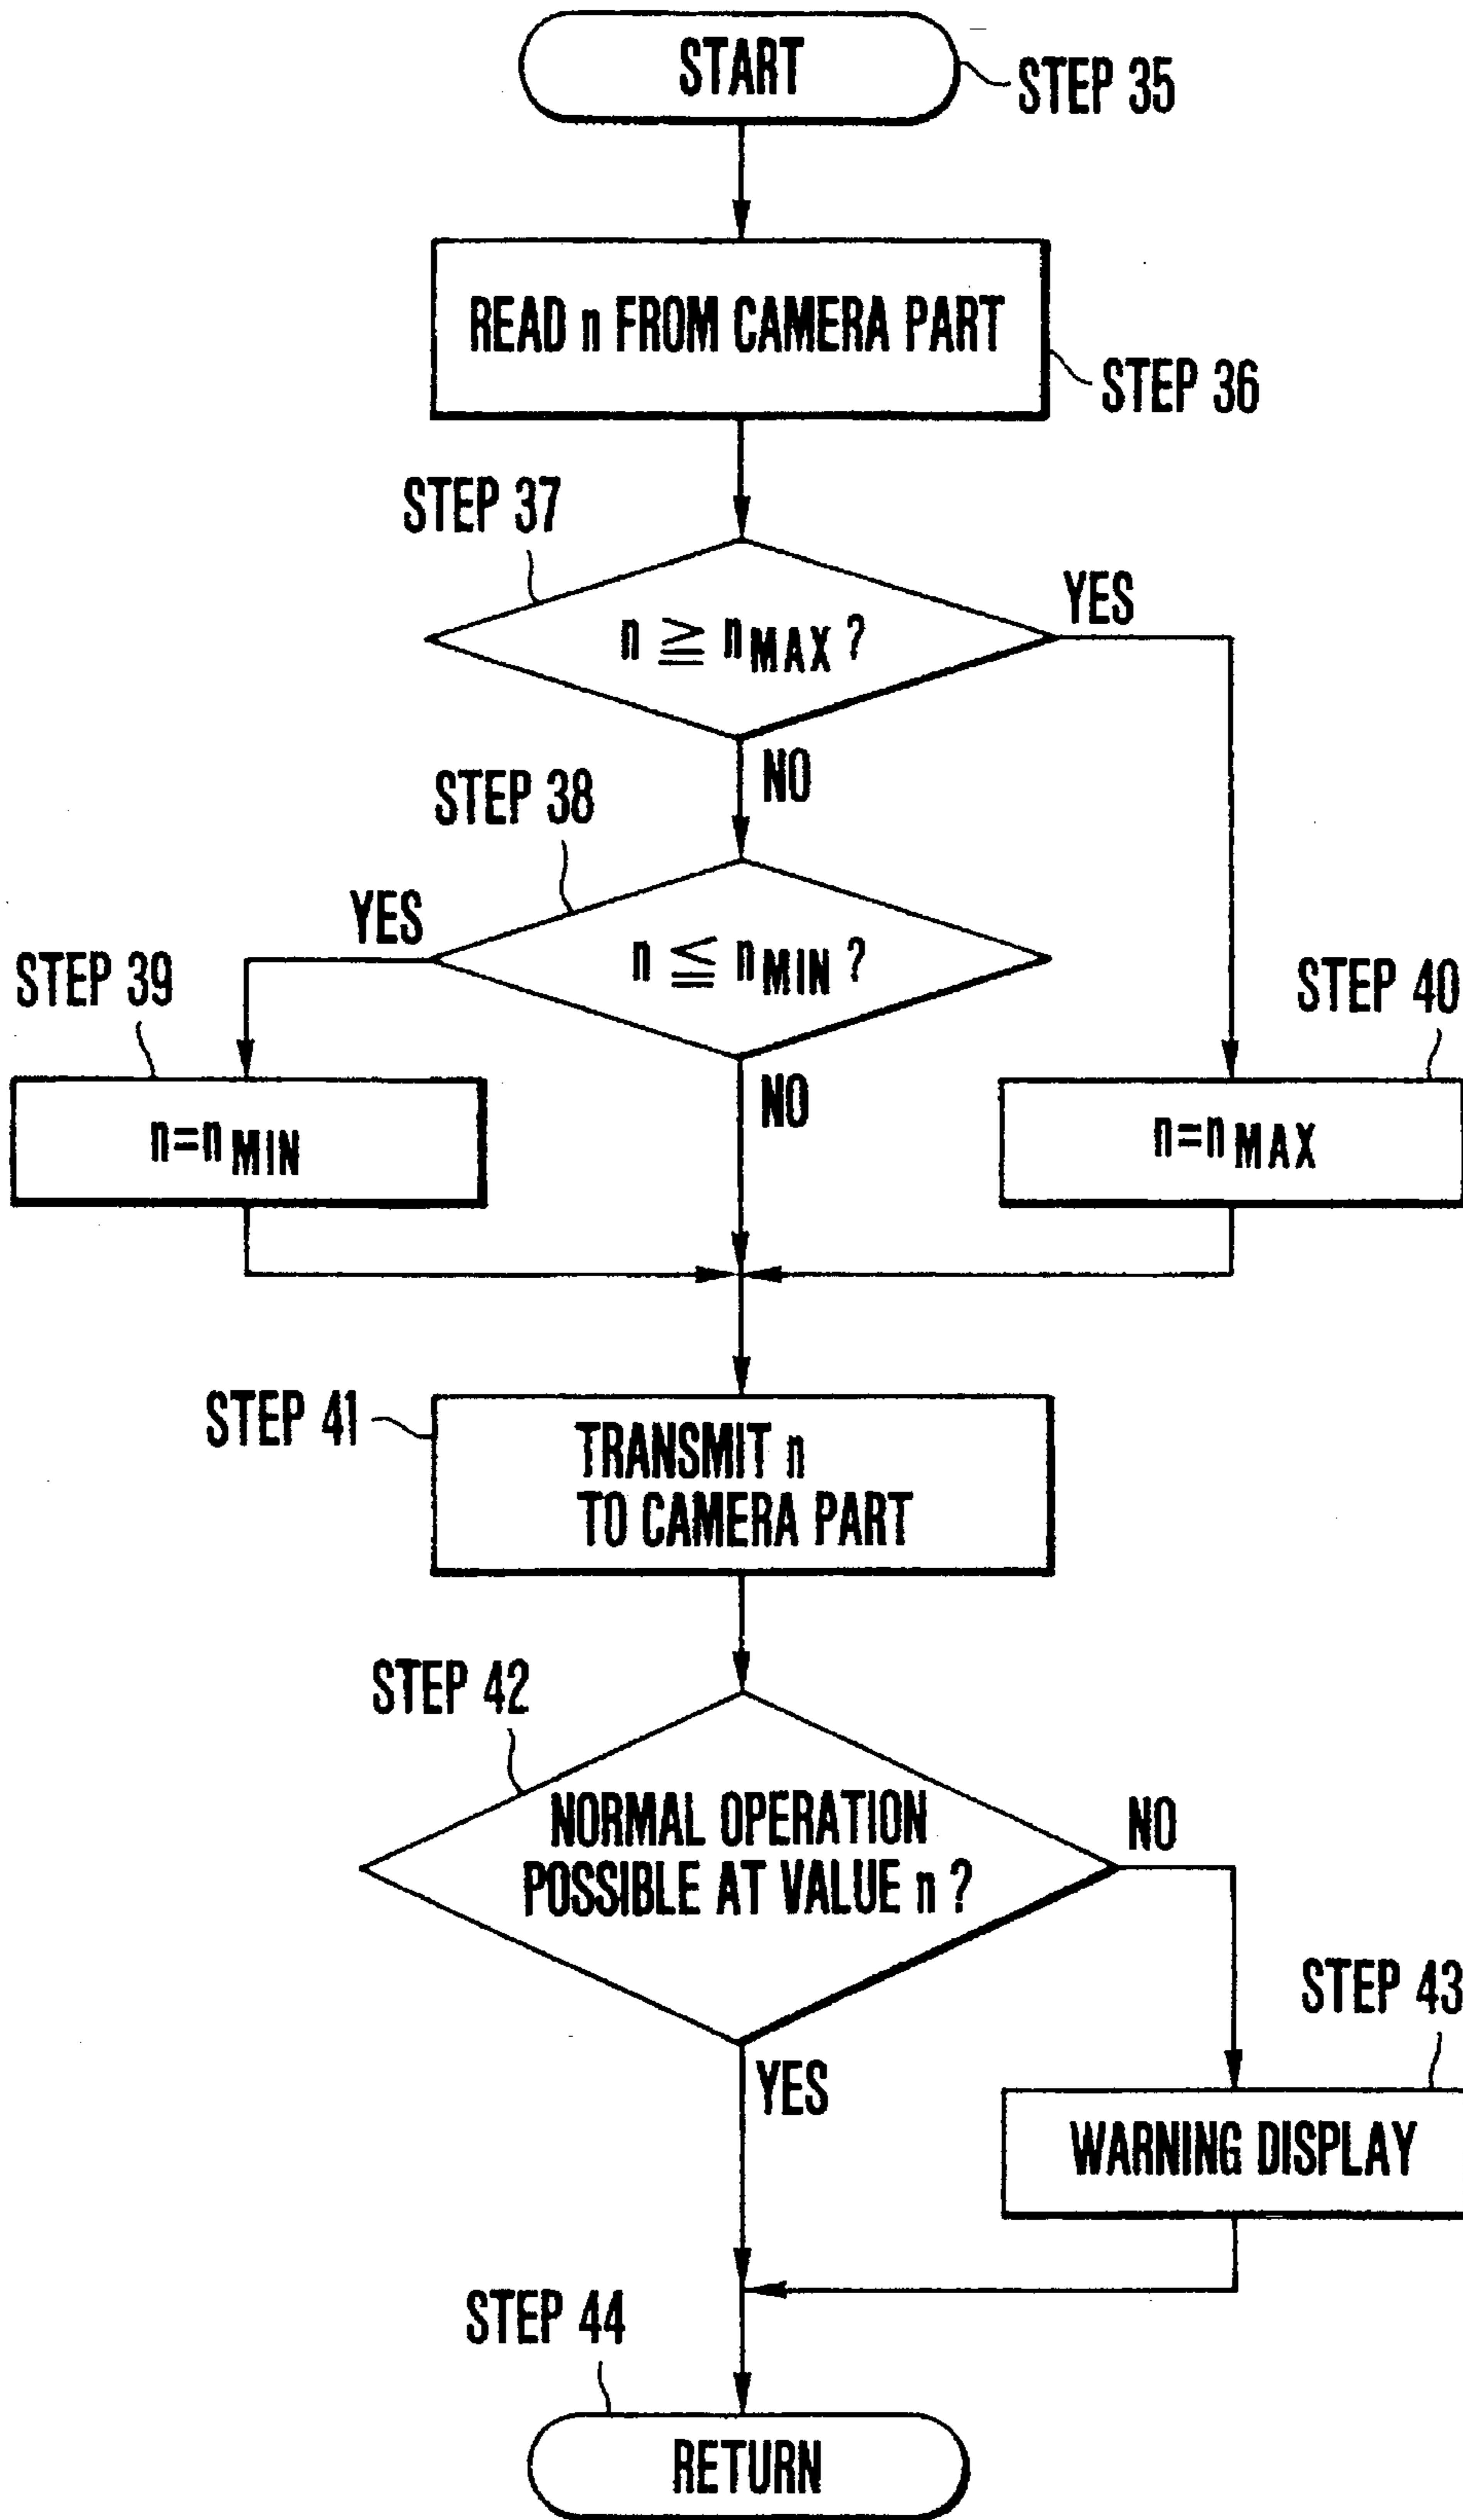 START
STEP 35
READ n FROM CAMERA PART
STEP 36
STEP 37
n ≧ nMAX ?
YES
NO
STEP 38
n ≦ nMIN ?
YES
NO
STEP 39
n=nMIN
STEP 40
n=nMAX
STEP 41
TRANSMIT n
TO CAMERA PART
STEP 42
NORMAL OPERATION
POSSIBLE AT VALUE n ?
NO
YES
STEP 43
WARNING DISPLAY
STEP 44
RETURN